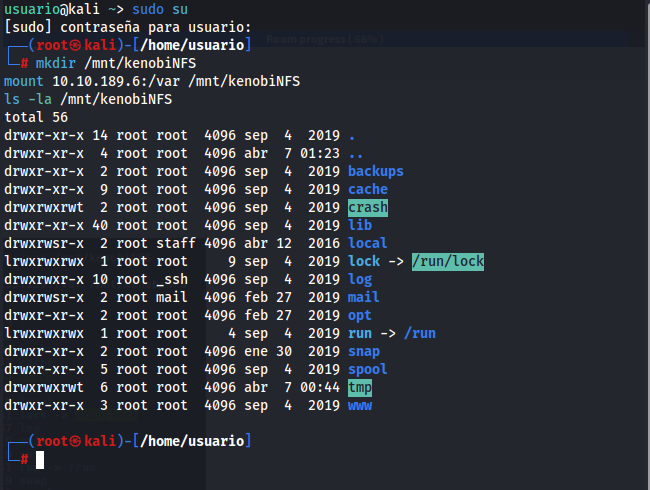 usuario@kali ~> sudo su
[sudo] contraseña para usuario:
┌──(root㉿kali)-[/home/usuario]
└─# mkdir /mnt/kenobiNFS
mount 10.10.189.6:/var /mnt/kenobiNFS
ls -la /mnt/kenobiNFS
total 56
drwxr-xr-x 14 root root  4096 sep  4  2019 .
drwxr-xr-x  4 root root  4096 abr  7 01:23 ..
drwxr-xr-x  2 root root  4096 sep  4  2019 backups
drwxr-xr-x  9 root root  4096 sep  4  2019 cache
drwxrwxrwt  2 root root  4096 sep  4  2019 crash
drwxr-xr-x 40 root root  4096 sep  4  2019 lib
drwxrwsr-x  2 root staff 4096 abr 12  2016 local
lrwxrwxrwx  1 root root     9 sep  4  2019 lock -> /run/lock
drwxrwxr-x 10 root _ssh  4096 sep  4  2019 log
drwxrwsr-x  2 root mail  4096 feb 27  2019 mail
drwxr-xr-x  2 root root  4096 feb 27  2019 opt
lrwxrwxrwx  1 root root     4 sep  4  2019 run -> /run
drwxr-xr-x  2 root root  4096 ene 30  2019 snap
drwxr-xr-x  5 root root  4096 sep  4  2019 spool
drwxrwxrwt  6 root root  4096 abr  7 00:44 tmp
drwxr-xr-x  3 root root  4096 sep  4  2019 www
┌──(root㉿kali)-[/home/usuario]
└─#